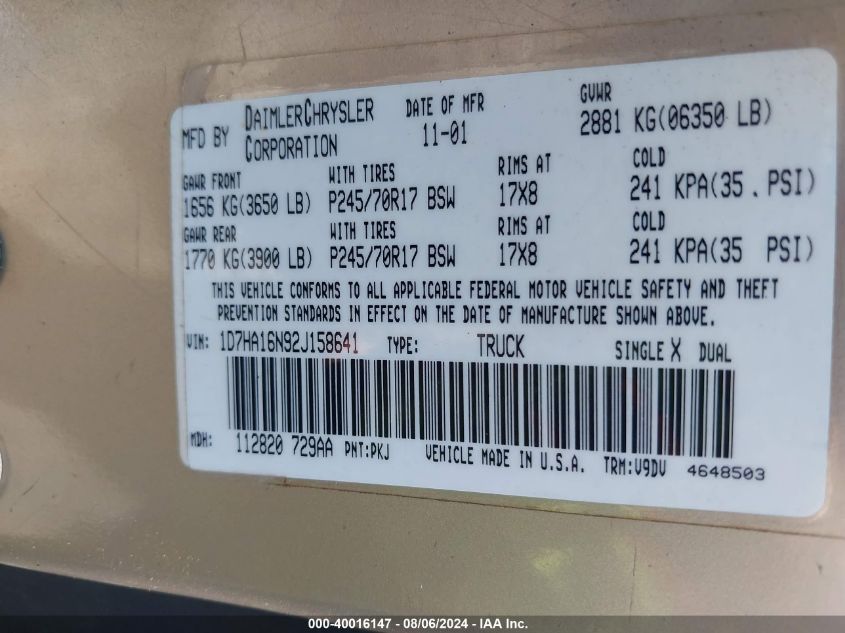 MFD BY DAIMLERCHRYSLER CORPORATION DATE OF MFR 11-01 GVWR 2881 KG(06350 LB)
GAWR FRONT WITH TIRES RIMS AT COLD
1656 KG(3650 LB) P245/70R17 BSW 17X8 241 KPA(35 . PSI)
GAWR REAR WITH TIRES RIMS AT COLD
1770 KG(3900 LB) P245/70R17 BSW 17X8 241 KPA(35 PSI)
THIS VEHICLE CONFORMS TO ALL APPLICABLE FEDERAL MOTOR VEHICLE SAFETY AND THEFT
PREVENTION STANDARDS IN EFFECT ON THE DATE OF MANUFACTURE SHOWN ABOVE.
VIN: 1D7HA16N92J158641 TYPE: TRUCK SINGLE X DUAL
MDH: 112820 729AA PNT:PKJ VEHICLE MADE IN U.S.A. TRM:V9DV 4648503
000-40016147 - 08/06/2024 - IAA Inc.